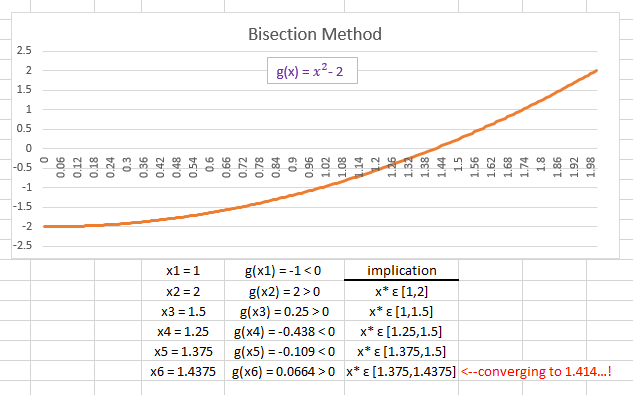 Bisection Method
g(x) = x² - 2
2.5
2
1.5
1
0.5
0
-0.5
-1
-1.5
-2
-2.5
0 0.06 0.12 0.18 0.24 0.3 0.36 0.42 0.48 0.54 0.6 0.66 0.72 0.78 0.84 0.9 0.96 1.02 1.08 1.14 1.2 1.26 1.32 1.38 1.44 1.5 1.56 1.62 1.68 1.74 1.8 1.86 1.92 1.98
x1 = 1 g(x1) = -1 < 0 implication
x2 = 2 g(x2) = 2 > 0 x* ε [1,2]
x3 = 1.5 g(x3) = 0.25 > 0 x* ε [1,1.5]
x4 = 1.25 g(x4) = -0.438 < 0 x* ε [1.25,1.5]
x5 = 1.375 g(x5) = -0.109 < 0 x* ε [1.375,1.5]
x6 = 1.4375 g(x6) = 0.0664 > 0 x* ε [1.375,1.4375] <--converging to 1.414...!